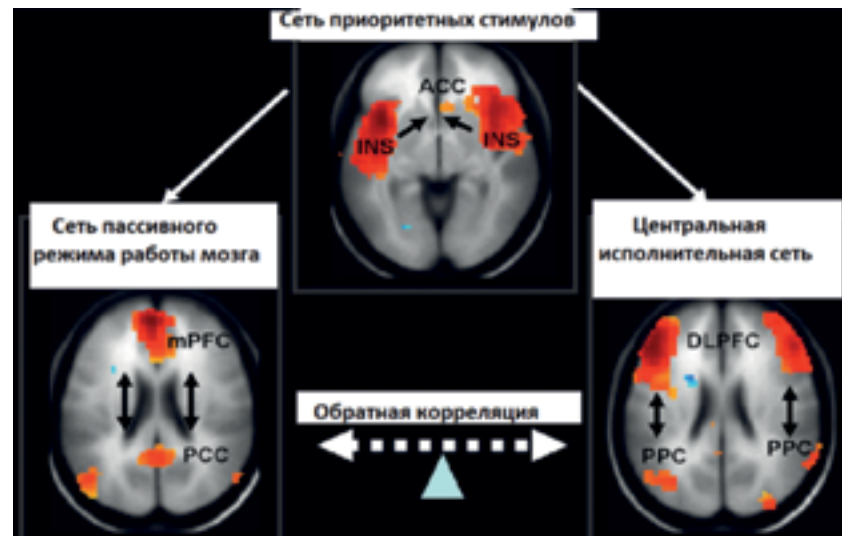 Сеть приоритетных стимулов
ACC
INS
INS
Сеть пассивного
режима работы мозга
Центральная
исполнительная сеть
mPFC
PCC
Обратная корреляция
DLPFC
PPC
PPC